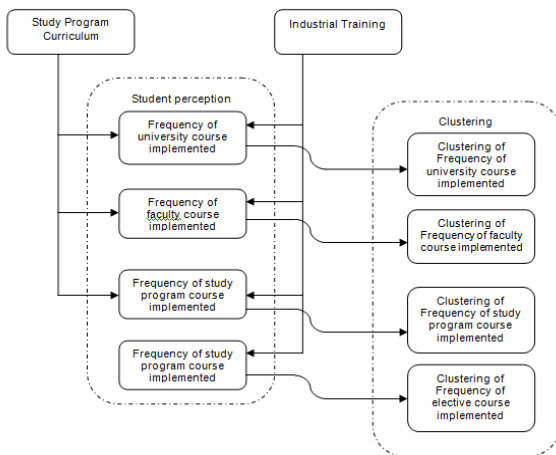 Study Program
Curriculum
Industrial Training
Student perception
Frequency of
university course
implemented
Frequency of
faculty course
implemented
Frequency of study
program course
implemented
Frequency of study
program course
implemented
Clustering
Clustering of
Frequency of
university course
implemented
Clustering of
Frequency of faculty
course implemented
Clustering of
Frequency of study
program course
implemented
Clustering of
Frequency of
elective course
implemented